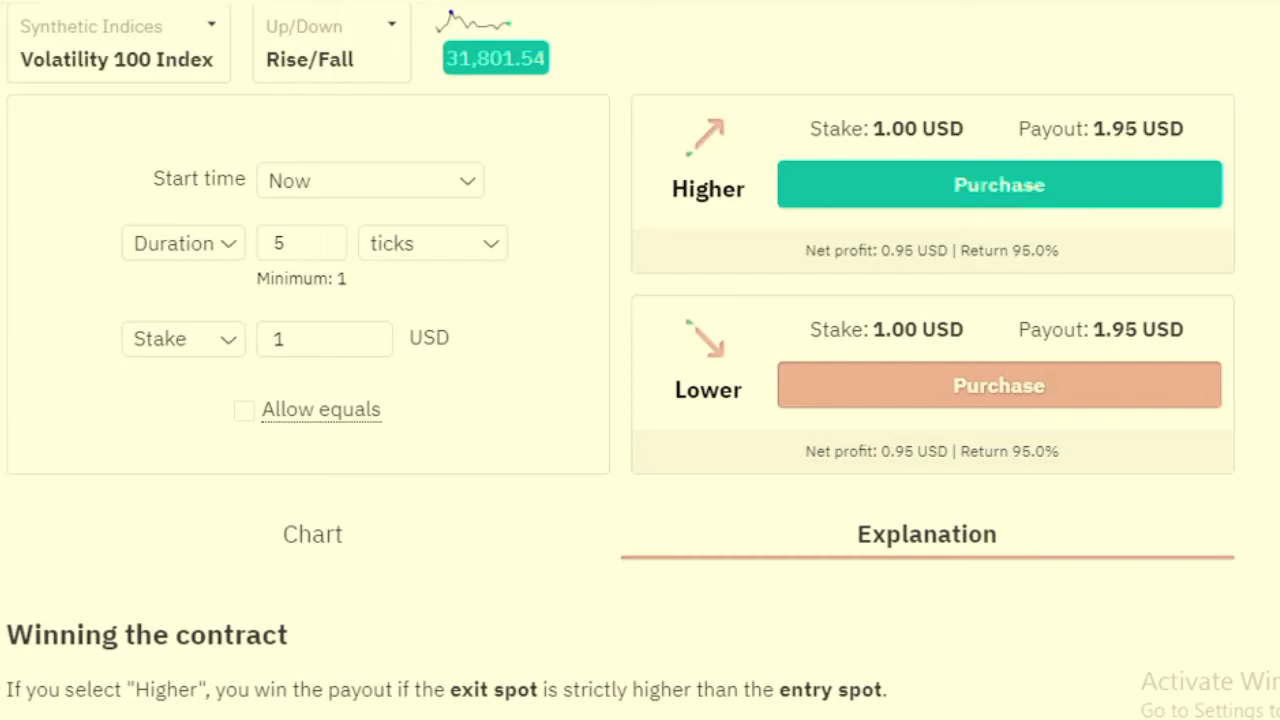 Synthetic Indices
Volatility 100 Index
Up/Down
Rise/Fall
31,801.54
Start time Now
Duration 5 ticks
Minimum: 1
Stake 1 USD
Allow equals
Higher
Stake: 1.00 USD Payout: 1.95 USD
Purchase
Net profit: 0.95 USD | Return 95.0%
Lower
Stake: 1.00 USD Payout: 1.95 USD
Purchase
Net profit: 0.95 USD | Return 95.0%
Chart Explanation
Winning the contract
If you select "Higher", you win the payout if the exit spot is strictly higher than the entry spot.
Activate Win
Go to Settings to